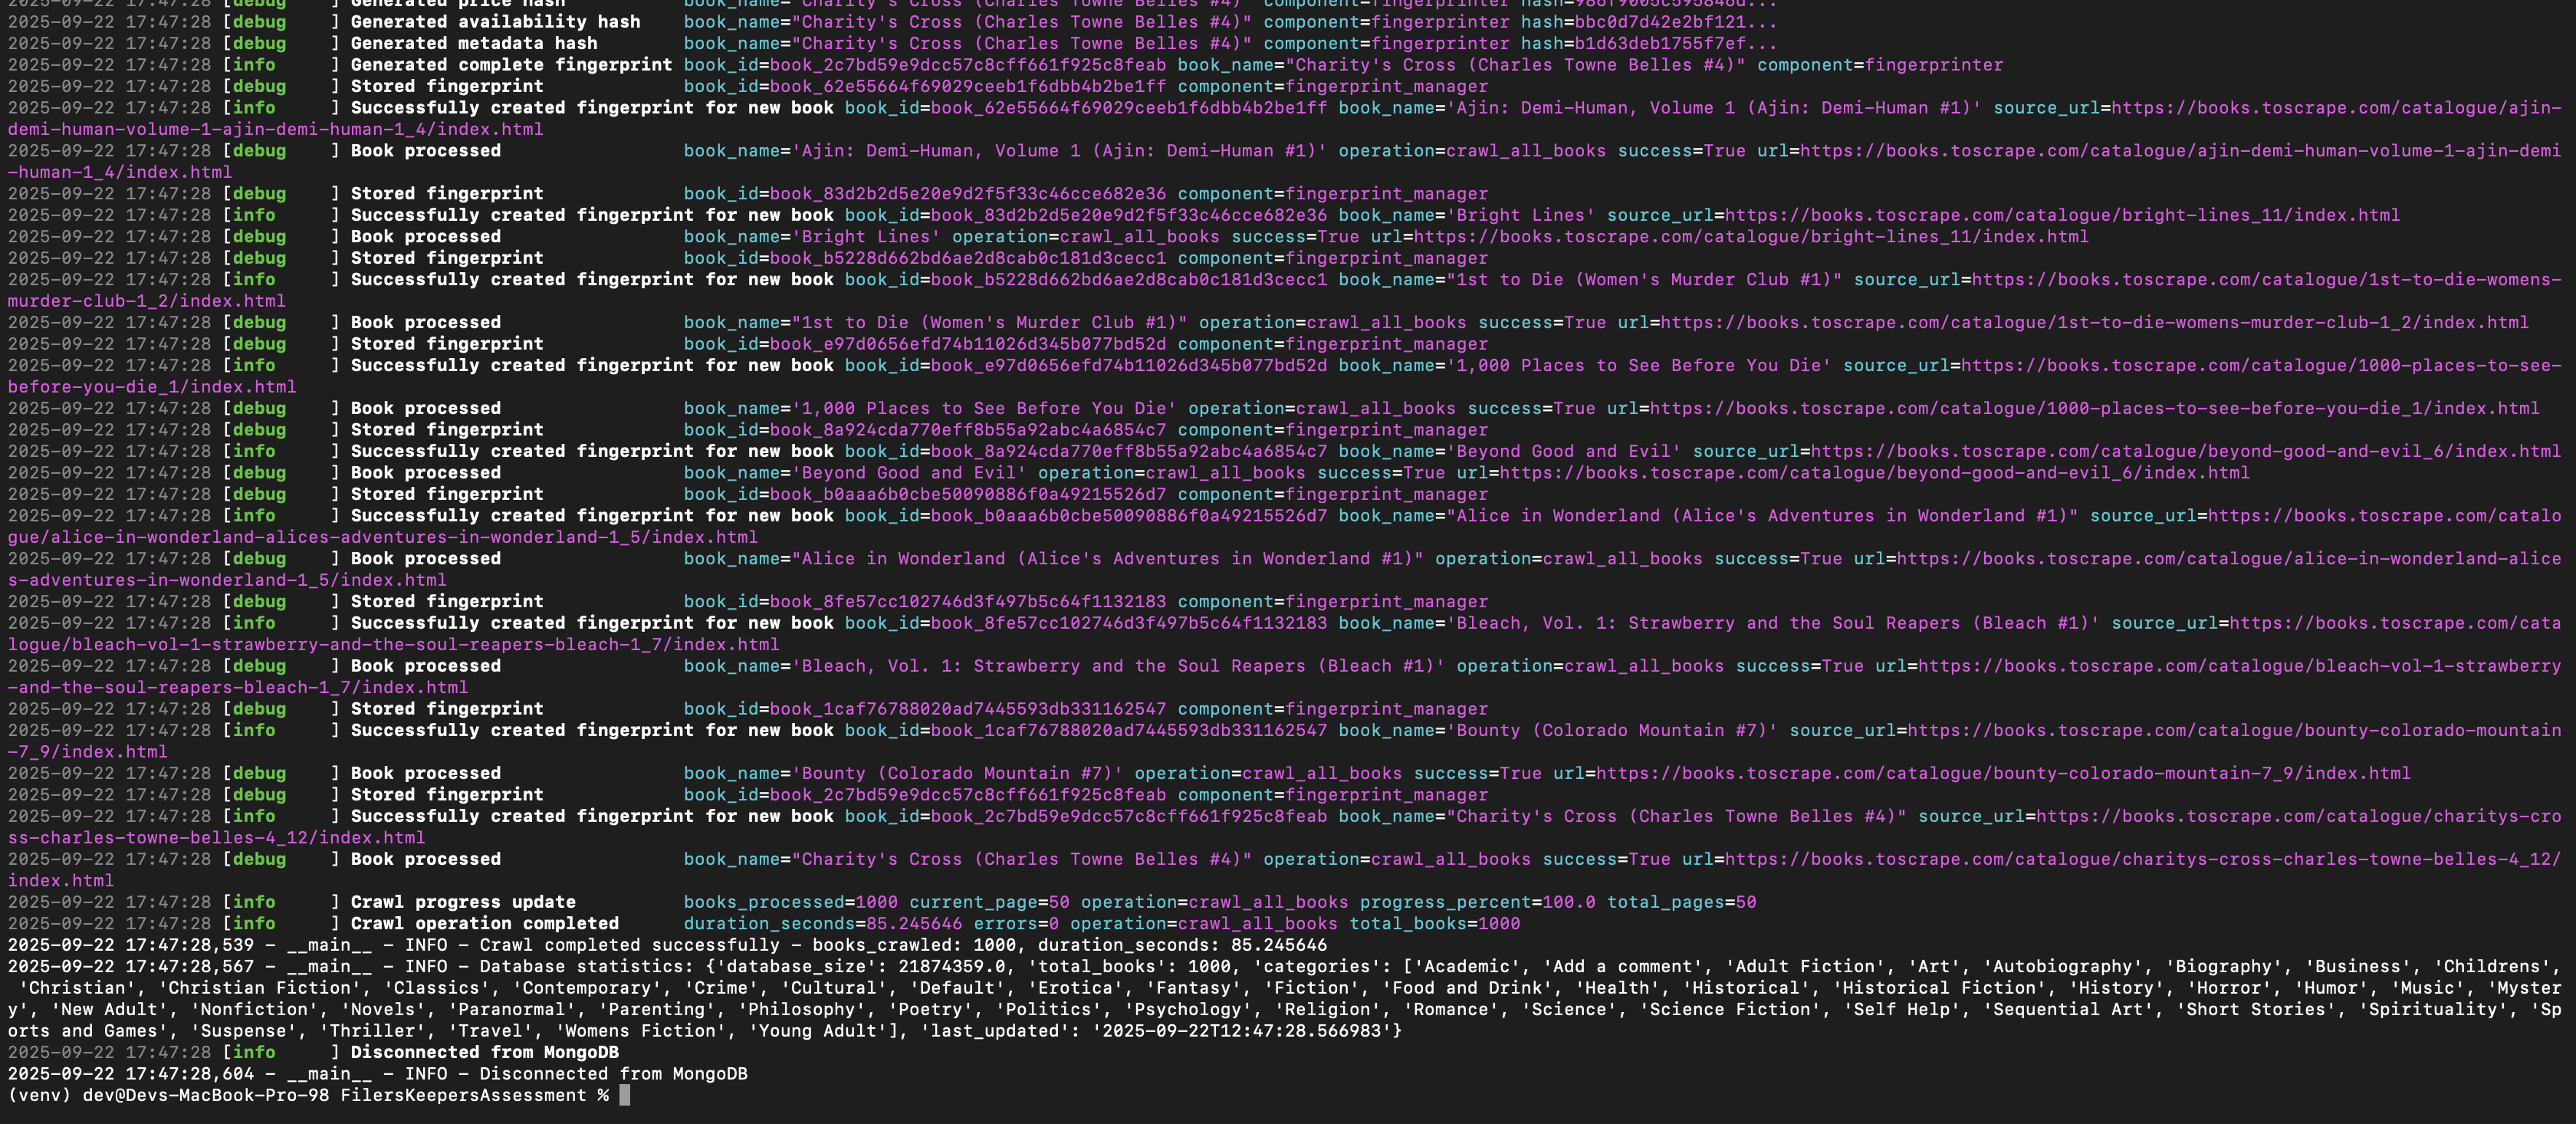 2025-09-22 17:47:28 [debug    ] Generated price hash           book_name="Charity's Cross (Charles Towne Belles #4)" component=fingerprinter
2025-09-22 17:47:28 [debug    ] Generated availability hash    book_name="Charity's Cross (Charles Towne Belles #4)" component=fingerprinter hash=bbc0d7d42e2bf121...
2025-09-22 17:47:28 [debug    ] Generated metadata hash        book_name="Charity's Cross (Charles Towne Belles #4)" component=fingerprinter hash=b1d63deb1755f7ef...
2025-09-22 17:47:28 [info     ] Generated complete fingerprint book_id=book_2c7bd59e9dcc57c8cff661f925c8feab book_name="Charity's Cross (Charles Towne Belles #4)" component=fingerprinter
2025-09-22 17:47:28 [debug    ] Stored fingerprint             book_id=book_62e55664f69029ceeb1f6dbb4b2be1ff component=fingerprint_manager
2025-09-22 17:47:28 [info     ] Successfully created fingerprint for new book book_id=book_62e55664f69029ceeb1f6dbb4b2be1ff book_name='Ajin: Demi-Human, Volume 1 (Ajin: Demi-Human #1)' source_url=https://books.toscrape.com/catalogue/ajin-
demi-human-volume-1-ajin-demi-human-1_4/index.html
2025-09-22 17:47:28 [debug    ] Book processed                 book_name='Ajin: Demi-Human, Volume 1 (Ajin: Demi-Human #1)' operation=crawl_all_books success=True url=https://books.toscrape.com/catalogue/ajin-demi-human-volume-1-ajin-demi
-human-1_4/index.html
2025-09-22 17:47:28 [debug    ] Stored fingerprint             book_id=book_83d2b2d5e20e9d2f5f33c46cce682e36 component=fingerprint_manager
2025-09-22 17:47:28 [info     ] Successfully created fingerprint for new book book_id=book_83d2b2d5e20e9d2f5f33c46cce682e36 book_name='Bright Lines' source_url=https://books.toscrape.com/catalogue/bright-lines_11/index.html
2025-09-22 17:47:28 [debug    ] Book processed                 book_name='Bright Lines' operation=crawl_all_books success=True url=https://books.toscrape.com/catalogue/bright-lines_11/index.html
2025-09-22 17:47:28 [debug    ] Stored fingerprint             book_id=book_b5228d662bd6ae2d8cab0c181d3cecc1 component=fingerprint_manager
2025-09-22 17:47:28 [info     ] Successfully created fingerprint for new book book_id=book_b5228d662bd6ae2d8cab0c181d3cecc1 book_name="1st to Die (Women's Murder Club #1)" source_url=https://books.toscrape.com/catalogue/1st-to-die-womens-
murder-club-1_2/index.html
2025-09-22 17:47:28 [debug    ] Book processed                 book_name="1st to Die (Women's Murder Club #1)" operation=crawl_all_books success=True url=https://books.toscrape.com/catalogue/1st-to-die-womens-murder-club-1_2/index.html
2025-09-22 17:47:28 [debug    ] Stored fingerprint             book_id=book_e97d0656efd74b11026d345b077bd52d component=fingerprint_manager
2025-09-22 17:47:28 [info     ] Successfully created fingerprint for new book book_id=book_e97d0656efd74b11026d345b077bd52d book_name='1,000 Places to See Before You Die' source_url=https://books.toscrape.com/catalogue/1000-places-to-see-
before-you-die_1/index.html
2025-09-22 17:47:28 [debug    ] Book processed                 book_name='1,000 Places to See Before You Die' operation=crawl_all_books success=True url=https://books.toscrape.com/catalogue/1000-places-to-see-before-you-die_1/index.html
2025-09-22 17:47:28 [debug    ] Stored fingerprint             book_id=book_8a924cda770eff8b55a92abc4a6854c7 component=fingerprint_manager
2025-09-22 17:47:28 [info     ] Successfully created fingerprint for new book book_id=book_8a924cda770eff8b55a92abc4a6854c7 book_name='Beyond Good and Evil' source_url=https://books.toscrape.com/catalogue/beyond-good-and-evil_6/index.html
2025-09-22 17:47:28 [debug    ] Book processed                 book_name='Beyond Good and Evil' operation=crawl_all_books success=True url=https://books.toscrape.com/catalogue/beyond-good-and-evil_6/index.html
2025-09-22 17:47:28 [debug    ] Stored fingerprint             book_id=book_b0aaa6b0cbe50090886f0a49215526d7 component=fingerprint_manager
2025-09-22 17:47:28 [info     ] Successfully created fingerprint for new book book_id=book_b0aaa6b0cbe50090886f0a49215526d7 book_name="Alice in Wonderland (Alice's Adventures in Wonderland #1)" source_url=https://books.toscrape.com/catalo
gue/alice-in-wonderland-alices-adventures-in-wonderland-1_5/index.html
2025-09-22 17:47:28 [debug    ] Book processed                 book_name="Alice in Wonderland (Alice's Adventures in Wonderland #1)" operation=crawl_all_books success=True url=https://books.toscrape.com/catalogue/alice-in-wonderland-alice
s-adventures-in-wonderland-1_5/index.html
2025-09-22 17:47:28 [debug    ] Stored fingerprint             book_id=book_8fe57cc102746d3f497b5c64f1132183 component=fingerprint_manager
2025-09-22 17:47:28 [info     ] Successfully created fingerprint for new book book_id=book_8fe57cc102746d3f497b5c64f1132183 book_name='Bleach, Vol. 1: Strawberry and the Soul Reapers (Bleach #1)' source_url=https://books.toscrape.com/cata
logue/bleach-vol-1-strawberry-and-the-soul-reapers-bleach-1_7/index.html
2025-09-22 17:47:28 [debug    ] Book processed                 book_name='Bleach, Vol. 1: Strawberry and the Soul Reapers (Bleach #1)' operation=crawl_all_books success=True url=https://books.toscrape.com/catalogue/bleach-vol-1-strawberry
-and-the-soul-reapers-bleach-1_7/index.html
2025-09-22 17:47:28 [debug    ] Stored fingerprint             book_id=book_1caf76788020ad7445593db331162547 component=fingerprint_manager
2025-09-22 17:47:28 [info     ] Successfully created fingerprint for new book book_id=book_1caf76788020ad7445593db331162547 book_name='Bounty (Colorado Mountain #7)' source_url=https://books.toscrape.com/catalogue/bounty-colorado-mountain
-7_9/index.html
2025-09-22 17:47:28 [debug    ] Book processed                 book_name='Bounty (Colorado Mountain #7)' operation=crawl_all_books success=True url=https://books.toscrape.com/catalogue/bounty-colorado-mountain-7_9/index.html
2025-09-22 17:47:28 [debug    ] Stored fingerprint             book_id=book_2c7bd59e9dcc57c8cff661f925c8feab component=fingerprint_manager
2025-09-22 17:47:28 [info     ] Successfully created fingerprint for new book book_id=book_2c7bd59e9dcc57c8cff661f925c8feab book_name="Charity's Cross (Charles Towne Belles #4)" source_url=https://books.toscrape.com/catalogue/charitys-cro
ss-charles-towne-belles-4_12/index.html
2025-09-22 17:47:28 [debug    ] Book processed                 book_name="Charity's Cross (Charles Towne Belles #4)" operation=crawl_all_books success=True url=https://books.toscrape.com/catalogue/charitys-cross-charles-towne-belles-4_12/
index.html
2025-09-22 17:47:28 [info     ] Crawl progress update          books_processed=1000 current_page=50 operation=crawl_all_books progress_percent=100.0 total_pages=50
2025-09-22 17:47:28 [info     ] Crawl operation completed      duration_seconds=85.245646 errors=0 operation=crawl_all_books total_books=1000
2025-09-22 17:47:28,539 - __main__ - INFO - Crawl completed successfully - books_crawled: 1000, duration_seconds: 85.245646
2025-09-22 17:47:28,567 - __main__ - INFO - Database statistics: {'database_size': 21874359.0, 'total_books': 1000, 'categories': ['Academic', 'Add a comment', 'Adult Fiction', 'Art', 'Autobiography', 'Biography', 'Business', 'Childrens',
 'Christian', 'Christian Fiction', 'Classics', 'Contemporary', 'Crime', 'Cultural', 'Default', 'Erotica', 'Fantasy', 'Fiction', 'Food and Drink', 'Health', 'Historical', 'Historical Fiction', 'History', 'Horror', 'Humor', 'Music', 'Myster
y', 'New Adult', 'Nonfiction', 'Novels', 'Paranormal', 'Parenting', 'Philosophy', 'Poetry', 'Politics', 'Psychology', 'Religion', 'Romance', 'Science', 'Science Fiction', 'Self Help', 'Sequential Art', 'Short Stories', 'Spirituality', 'Sp
orts and Games', 'Suspense', 'Thriller', 'Travel', 'Womens Fiction', 'Young Adult'], 'last_updated': '2025-09-22T12:47:28.566983'}
2025-09-22 17:47:28 [info     ] Disconnected from MongoDB
2025-09-22 17:47:28,604 - __main__ - INFO - Disconnected from MongoDB
(venv) dev@Devs-MacBook-Pro-98 FilersKeepersAssessment %